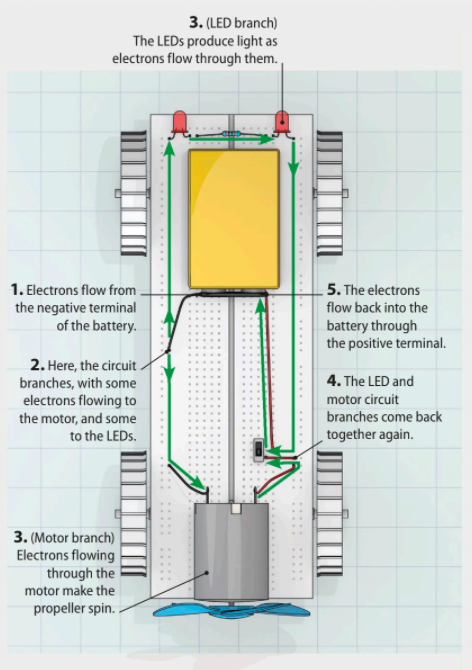 3. (LED branch)
The LEDs produce light as
electrons flow through them.
1. Electrons flow from
the negative terminal
of the battery.
2. Here, the circuit
branches, with some
electrons flowing to
the motor, and some
to the LEDs.
3. (Motor branch)
Electrons flowing
through the
motor make the
propeller spin.
5. The electrons
flow back into the
battery through
the positive terminal.
4. The LED and
motor circuit
branches come back
together again.